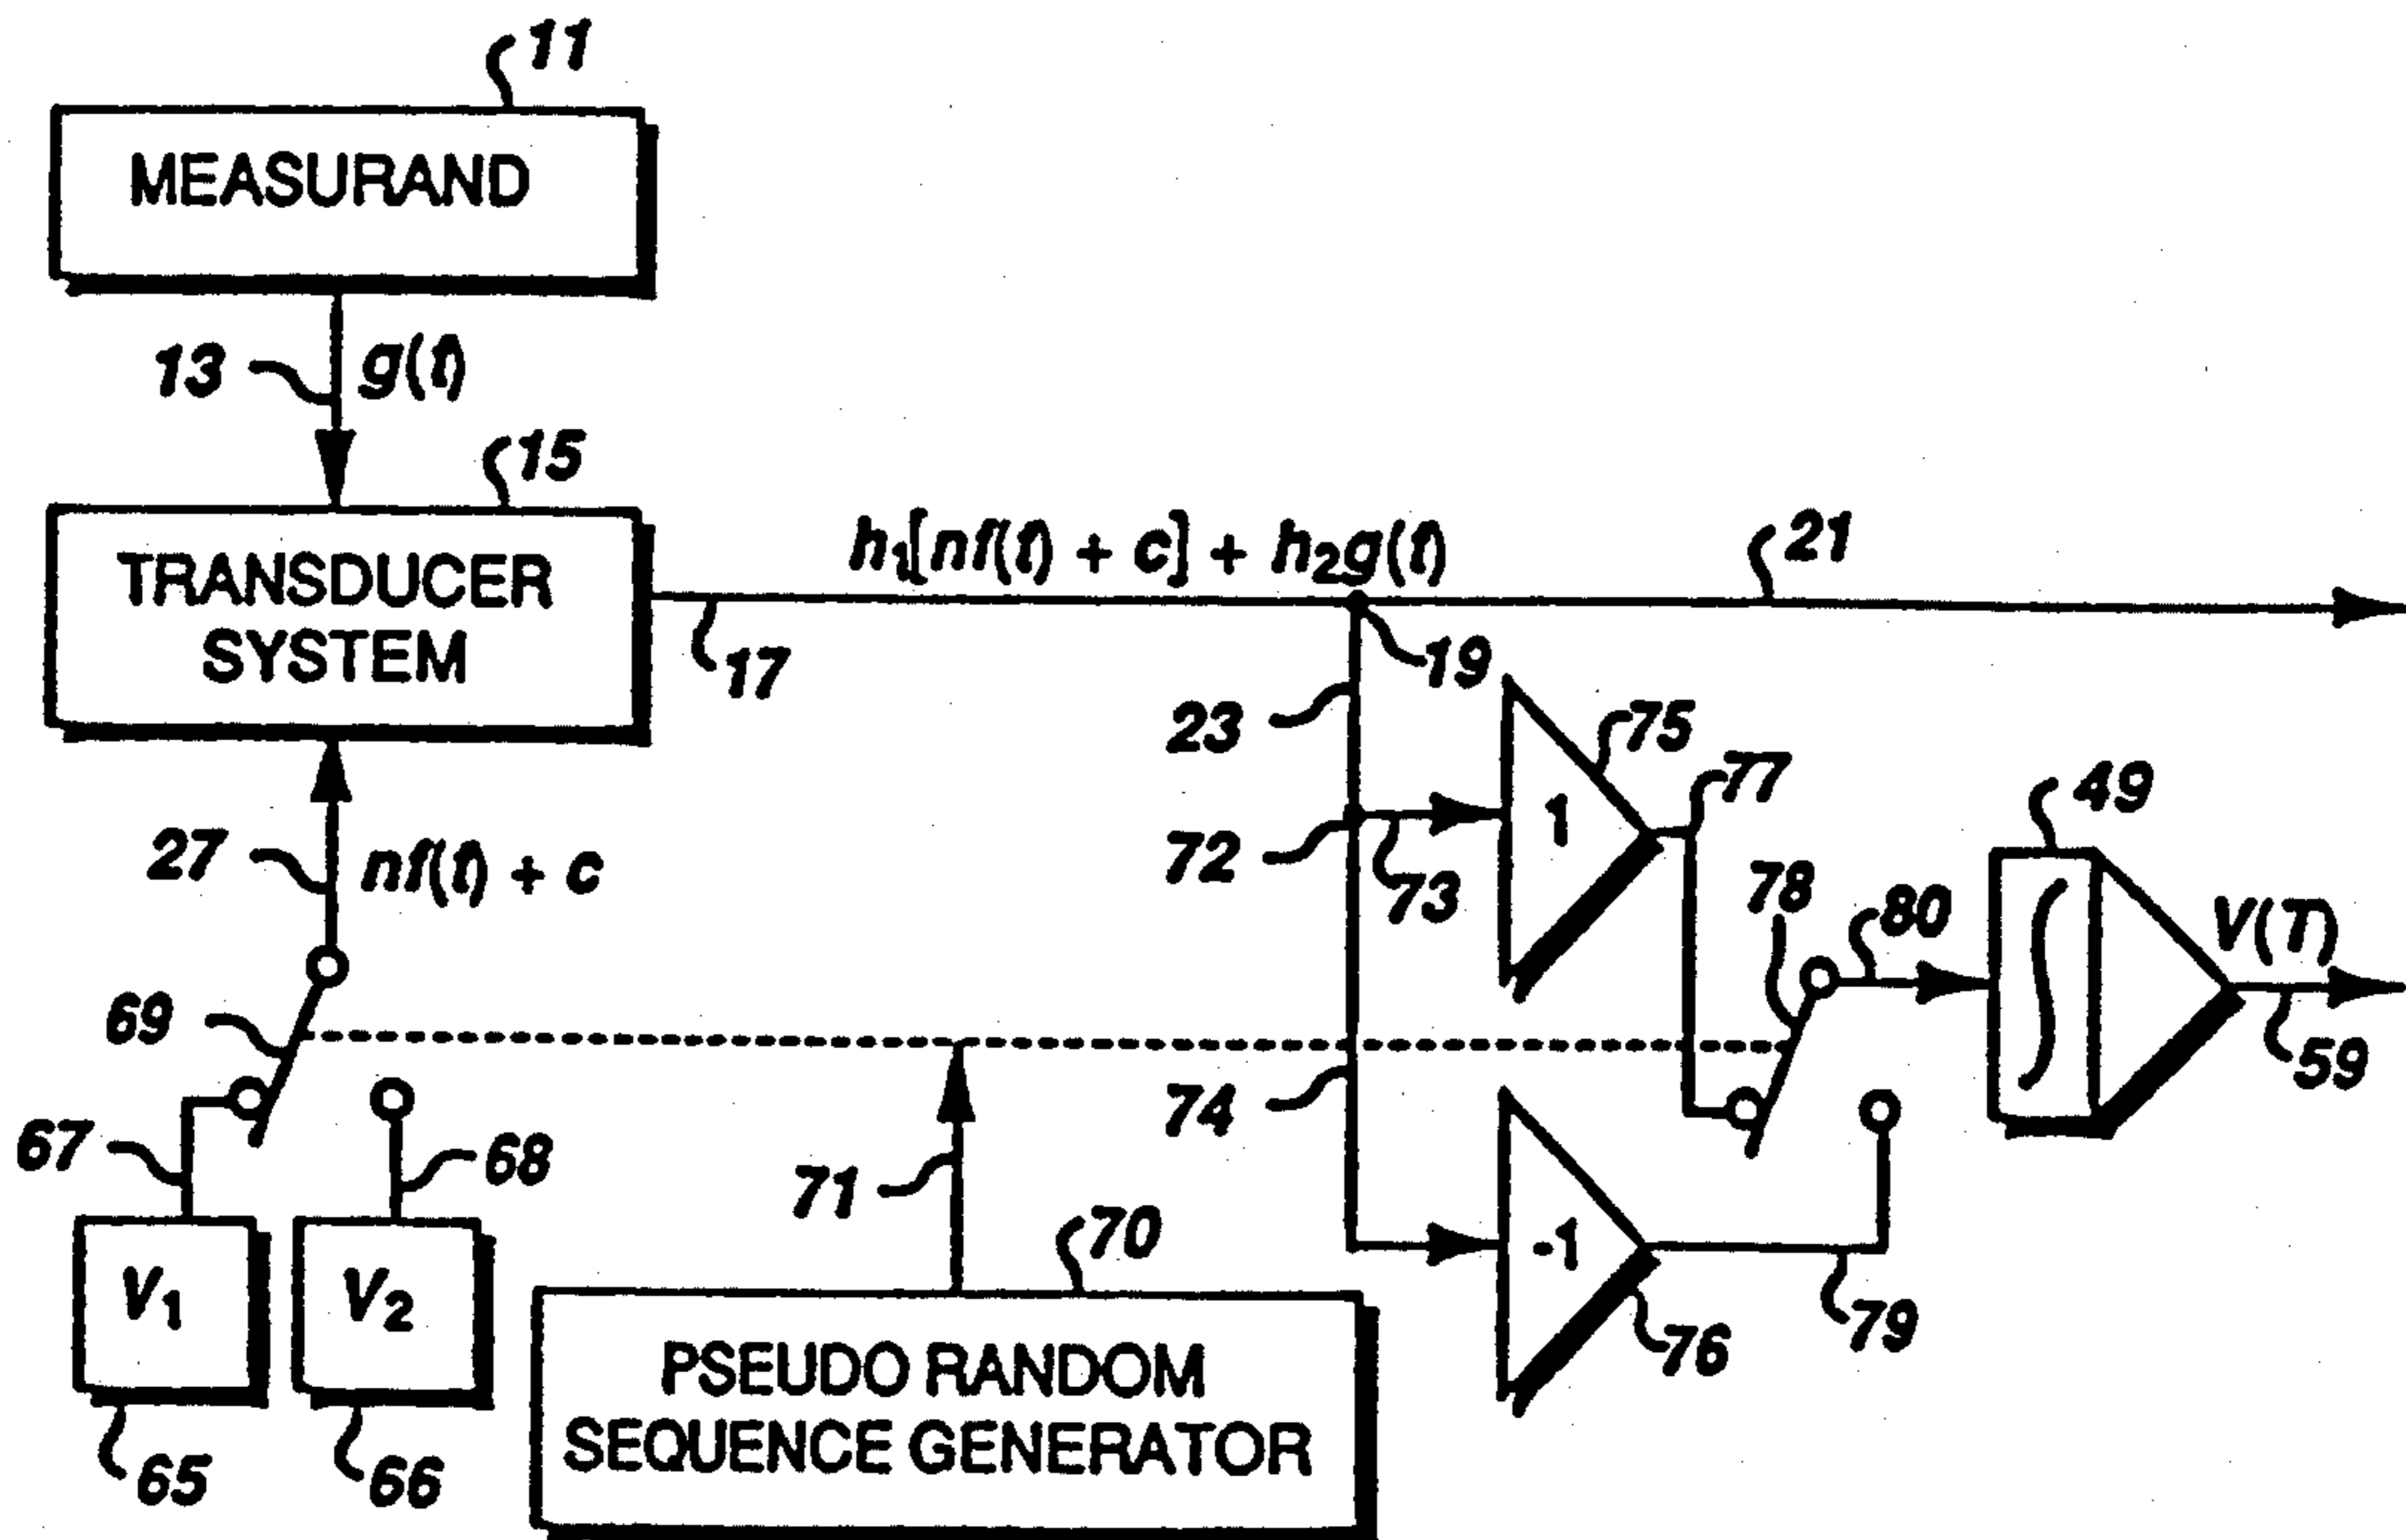 11
MEASURAND
13
g(t)
15
TRANSDUCER
SYSTEM
h₁[nf(t) + c] + h₂g(t)
21
17
19
23
75
77
49
1
72
73
78
80
V(T)
27
nf(t) + c
69
59
74
67
68
71
70
-1
V₁
V₂
79
76
PSEUDO RANDOM
SEQUENCE GENERATOR
65
66